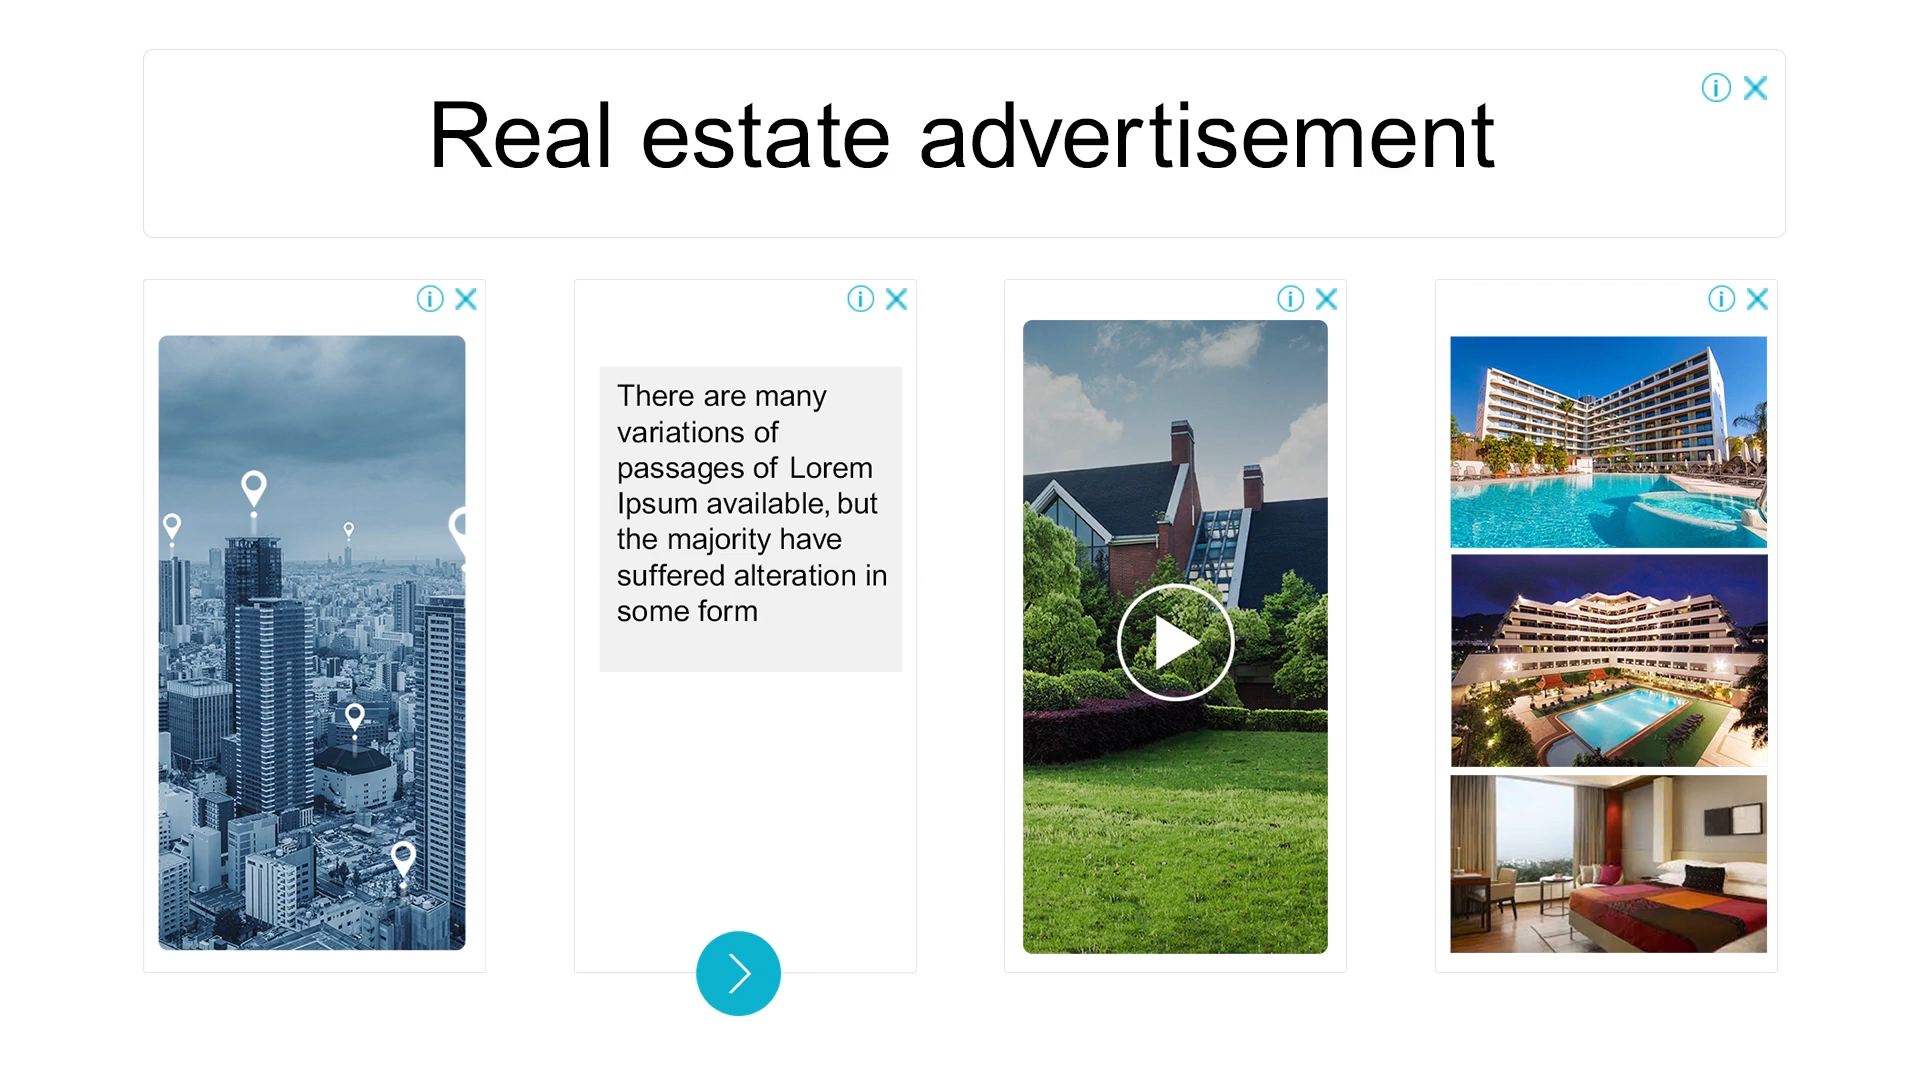 Real estate advertisement
There are many
variations of
passages of Lorem
Ipsum available, but
the majority have
suffered alteration in
some form